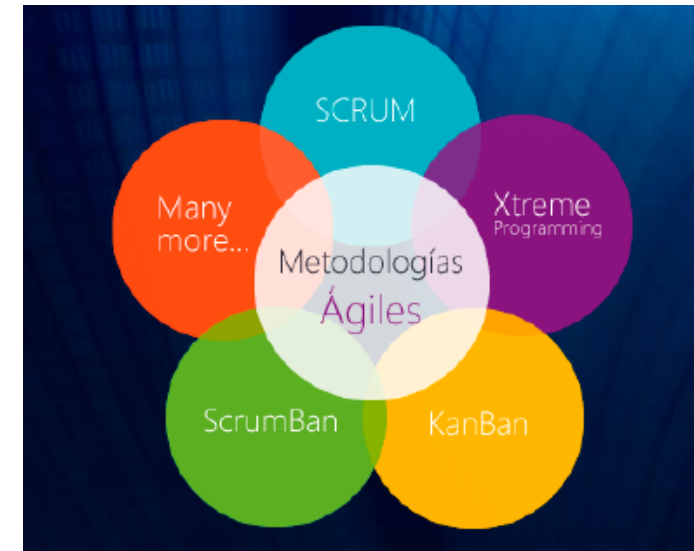 SCRUM
Many
more...
Xtreme
Programming
Metodologías
Ágiles
ScrumBan
KanBan